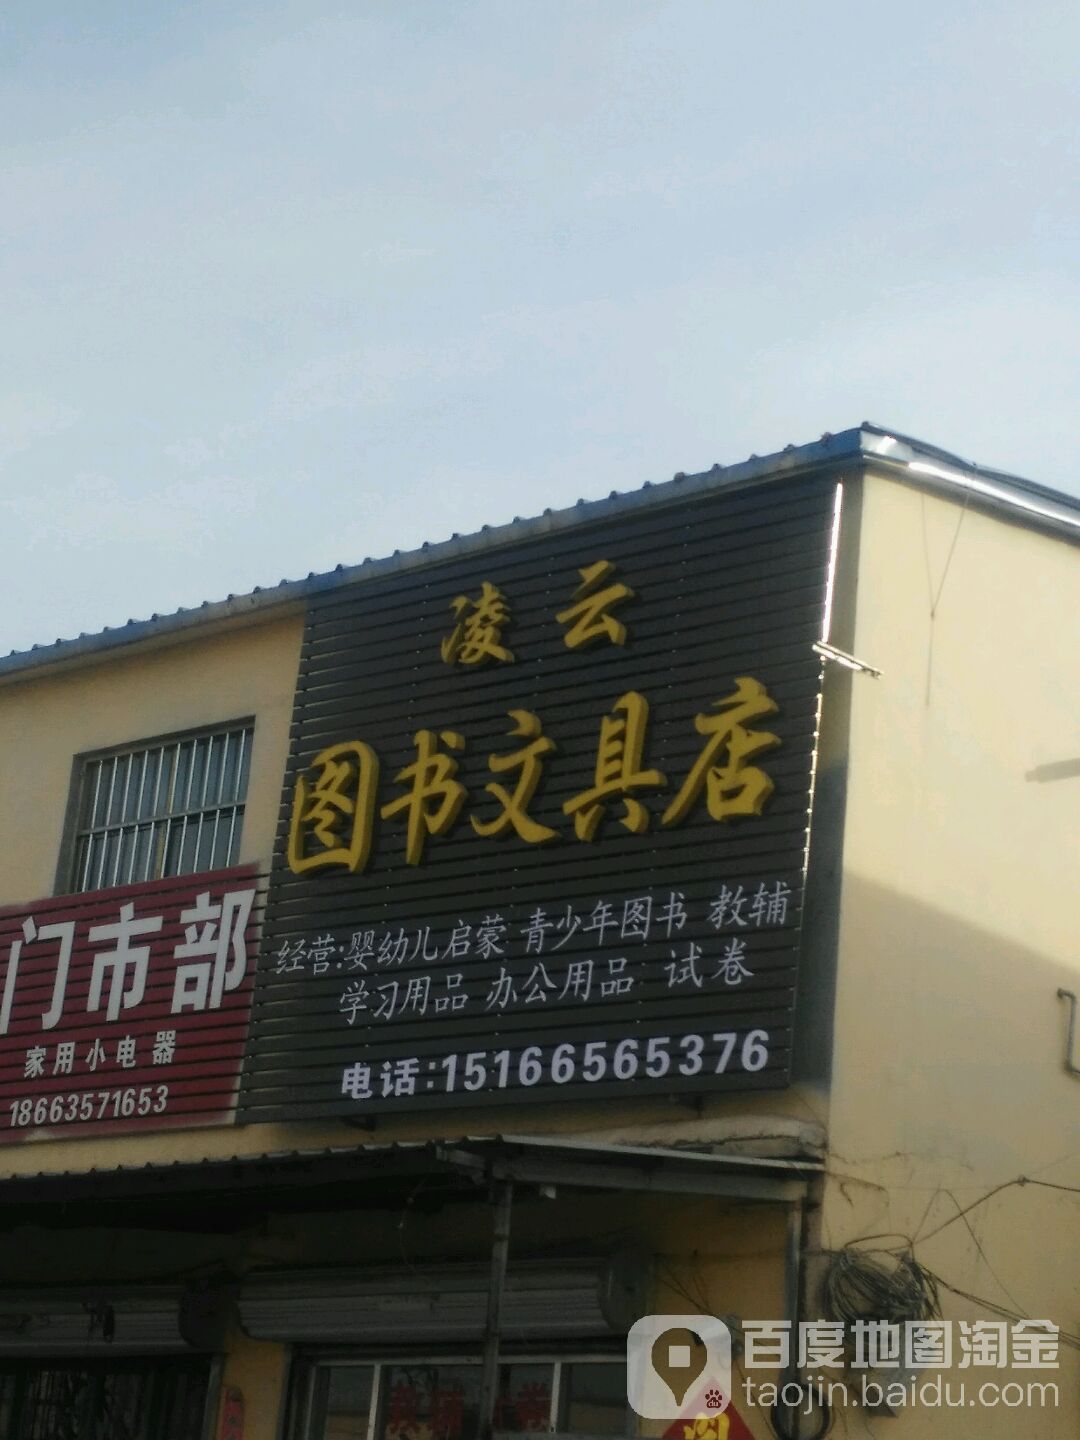 凌云
图书文具店
经营:婴幼儿启蒙 青少年图书 教辅
学习用品 办公用品 试卷
电话:15166565376
门市部
家用小电器
18663571653
百度地图淘金
taojin.baidu.com